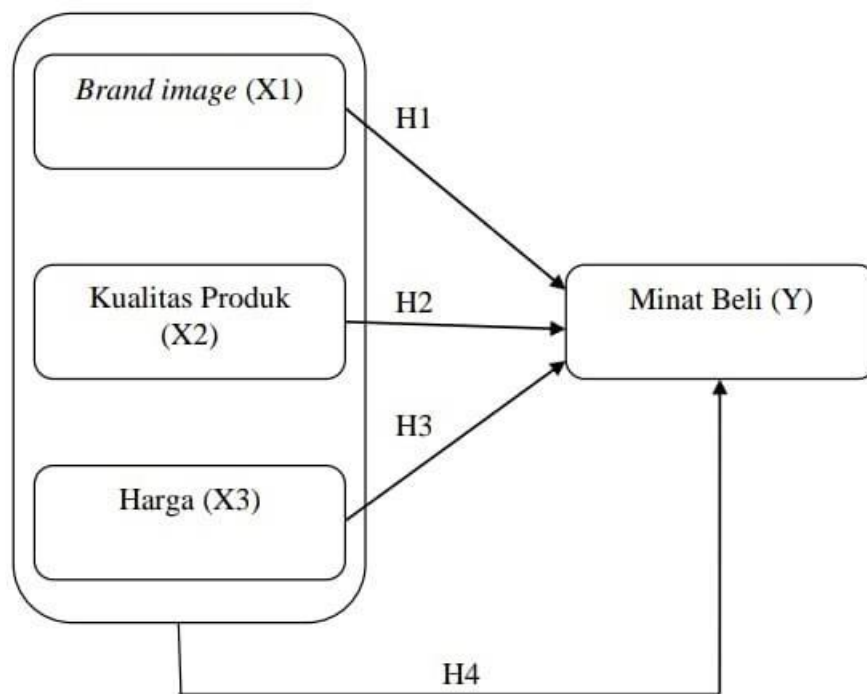 Brand image (X1)
H1
Kualitas Produk
(X2)
H2
Minat Beli (Y)
H3
Harga (X3)
H4